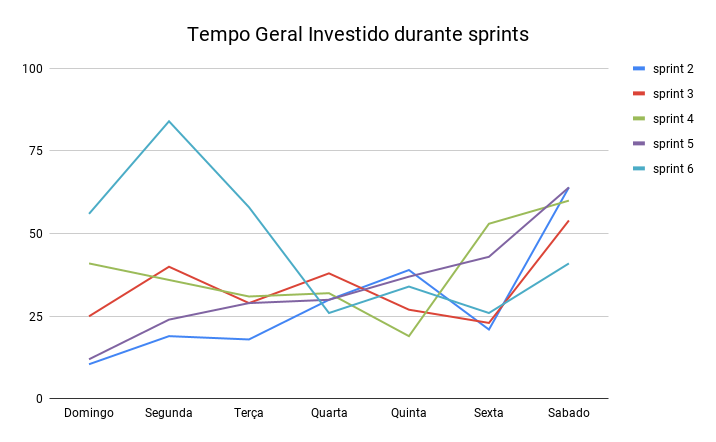 Tempo Geral Investido durante sprints
100
75
50
25
0
Domingo
Segunda
Terça
Quarta
Quinta
Sexta
Sabado
sprint 2
sprint 3
sprint 4
sprint 5
sprint 6